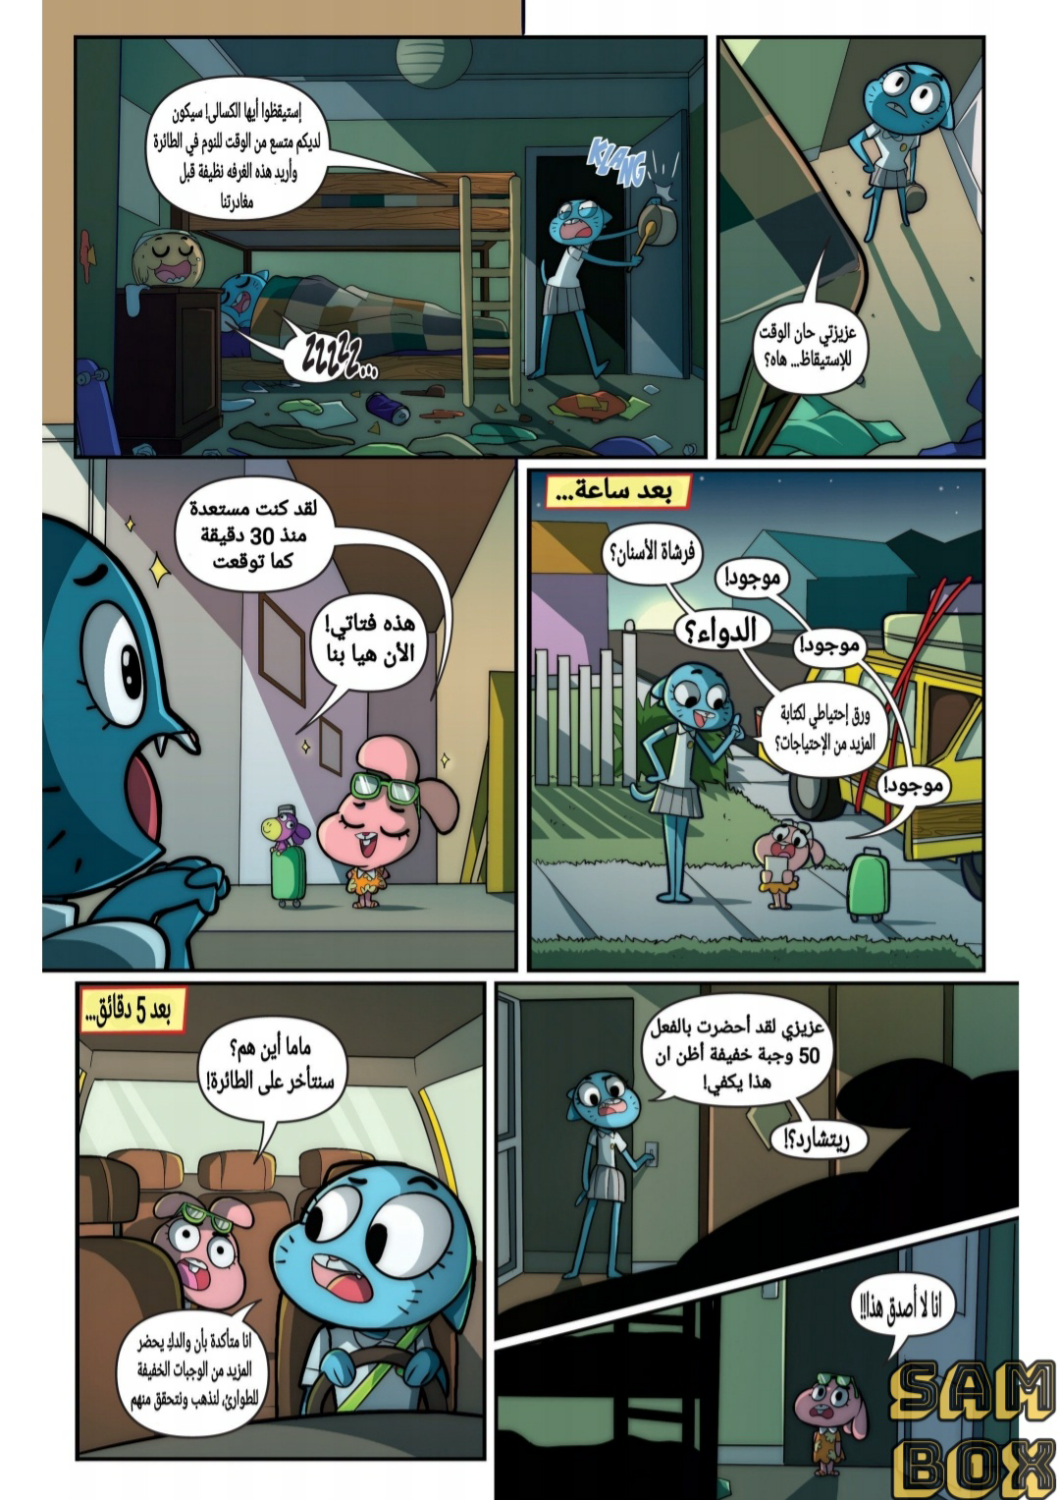 إستيقظوا أيها الكسالى! سيكون
لديكم متسع من الوقت للنوم في الطائرة
وأريد هذه الغرفه نظيفة قبل
مغادرتنا
KLANG
ZZZZZ...
عزيزتي حان الوقت
للإستيقاظ... هاه؟
لقد كنت مستعدة
منذ 30 دقيقة
كما توقعت
هذه فتاتي!
الأن هيا بنا
بعد ساعة...
فرشاة الأسنان؟
موجود!
الدواء؟
موجود!
ورق إحتياطي لكتابة
المزيد من الإحتياجات؟
موجود!
بعد 5 دقائق...
ماما أين هم؟
سنتأخر على الطائرة!
انا متأكدة بأن والدكِ يحضر
المزيد من الوجبات الخفيفة
للطوارئ، لنذهب ونتحقق منهم
عزيزي لقد أحضرت بالفعل
50 وجبة خفيفة أظن ان
هذا يكفي!
ريتشارد؟!
انا لا أصدق هذا!!
SAM
BOX